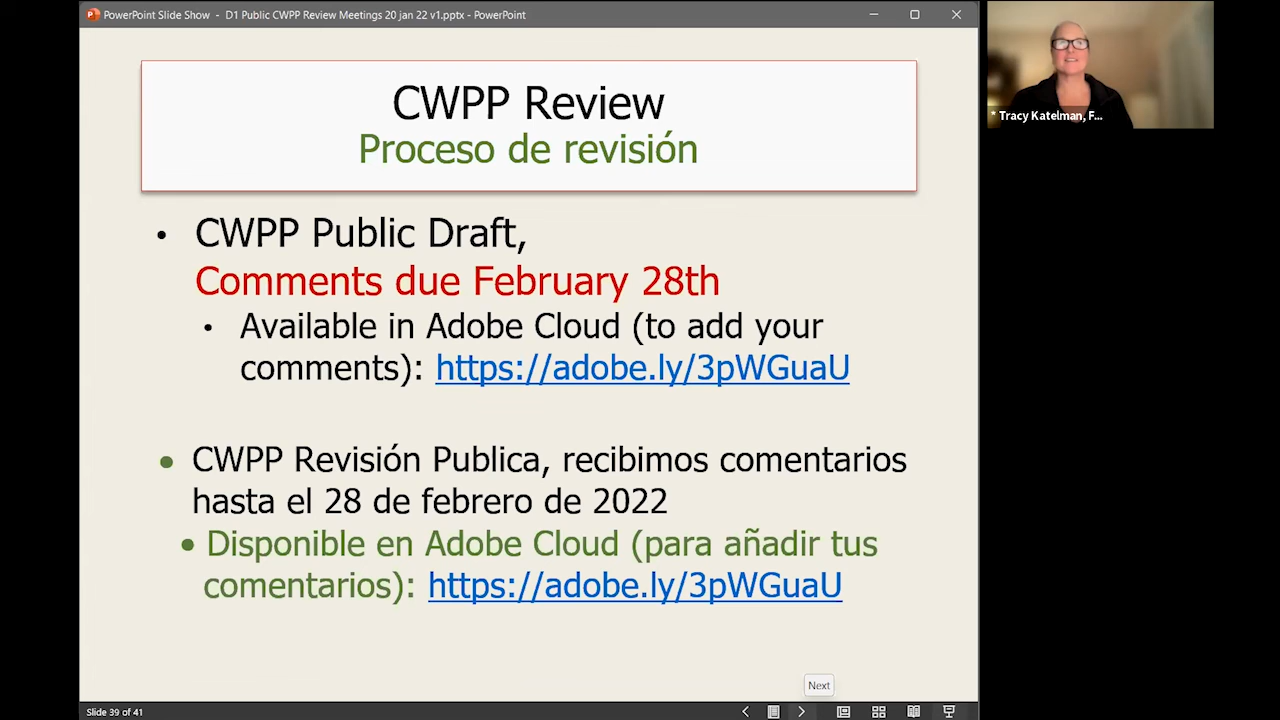 PowerPoint Slide Show - D1 Public CWPP Review Meetings 20 jan 22 v1.pptx - PowerPoint
CWPP Review
Proceso de revisión
* Tracy Katelman, F...
• CWPP Public Draft,
Comments due February 28th
• Available in Adobe Cloud (to add your
comments): https://adobe.ly/3pWGuaU
• CWPP Revisión Publica, recibimos comentarios
hasta el 28 de febrero de 2022
• Disponible en Adobe Cloud (para añadir tus
comentarios): https://adobe.ly/3pWGuaU
Next
Slide 39 of 41